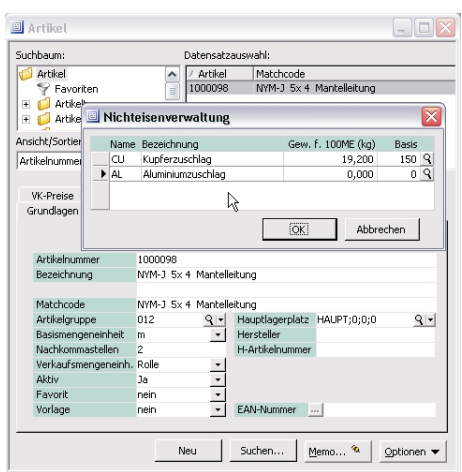 Artikel
Suchbaum:
Datensatzauswahl:
Artikel
Favoriten
Artikel
Matchcode
1000098
NYM-J 5x 4 Mantelleitung
Nichteisenverwaltung
Name
Bezeichnung
Gew. f. 100ME (kg)
Basis
CU
Kupferzuschlag
19,200
150
AL
Aluminiumzuschlag
0,000
0
OK
Abbrechen
VK-Preise
Grundlagen
Artikelnummer
1000098
Bezeichnung
NYM-J 5x 4 Mantelleitung
Matchcode
NYM-J 5x 4 Mantelleitung
Artikelgruppe
012
Hauptlagerplatz
HAUPT;0;0;0
Basismengeneinheit
m
Hersteller
Nachkommastellen
2
H-Artikelnummer
Verkaufsmengeneinh.
Rolle
Aktiv
Ja
Favorit
nein
Vorlage
nein
EAN-Nummer
...
Neu
Suchen...
Memo...
Optionen